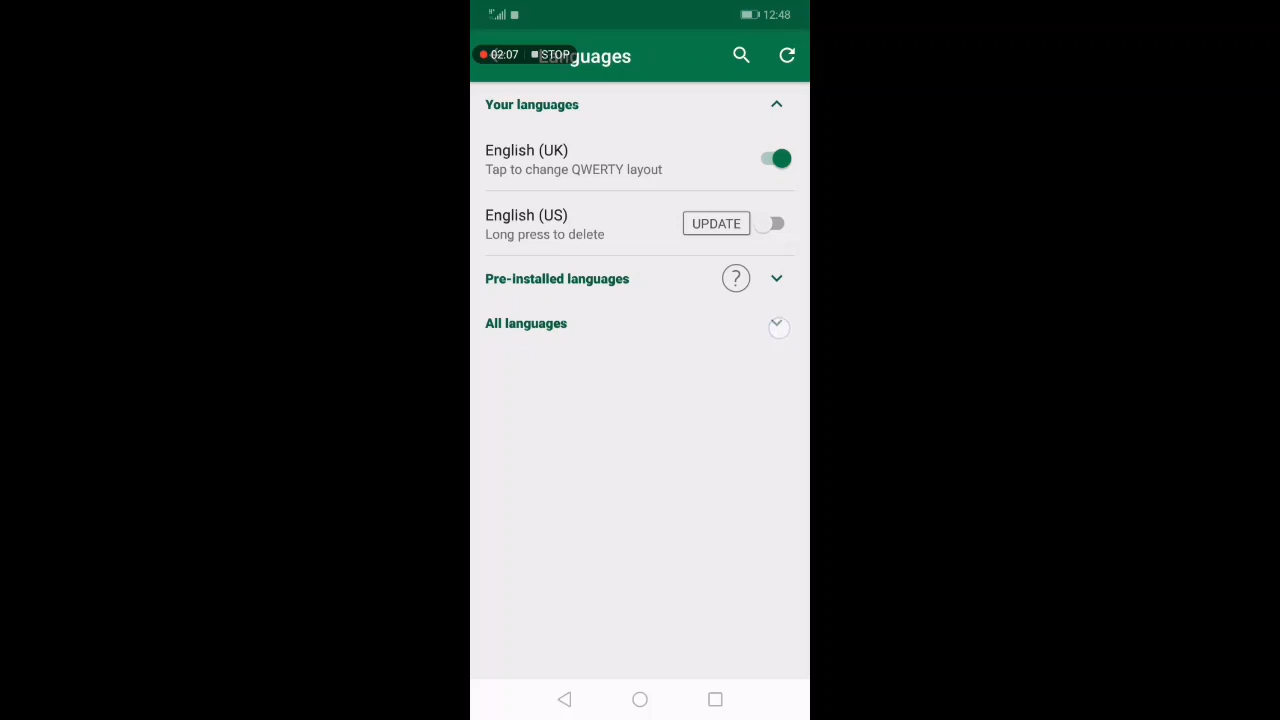 12:48
02:07 STOP
Languages
Your languages
English (UK)
Tap to change QWERTY layout
English (US)
Long press to delete
UPDATE
Pre-installed languages ?
All languages